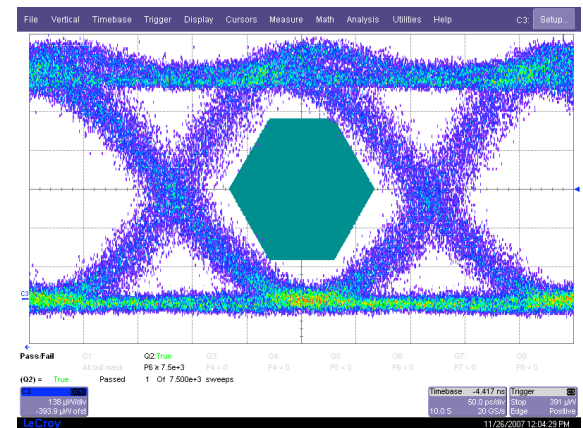 File Vertical Timebase Trigger Display Cursors Measure Math Analysis Utilities Help C3: Setup...
C3
Pass/Fail Q1: Q2:True Q3 Q4: Q5: Q6: Q7 Q8:
All out mask P6 ≥ 7.5e+3 P4 = 0 P4 < 0 P5 < 0 P6 < 0 P7 < 0 P8 < 0
(Q2) = True Passed 1 Of 7.500e+3 sweeps
Timebase -4.417 ns Trigger C3
138 µW/div 50.0 ps/div Stop 391 µW
-393.9 µW ofst 10.0 S 20 GS/s Edge Positive
LeCroy 11/26/2007 12:04:29 PM